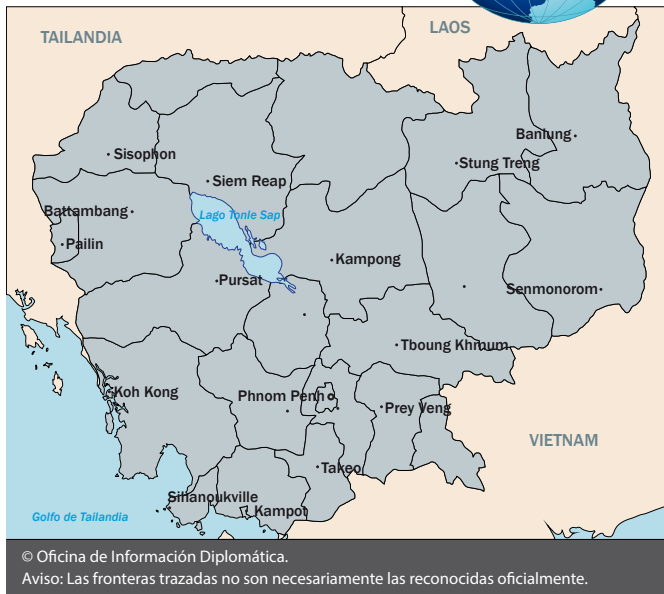 TAILANDIA
LAOS
Banlung
Sisophon
Stung Treng
Siem Reap
Battambang
Lago Tonle Sap
Pailin
Kampong
Pursat
Senmonorom
Tboung Khmum
Koh Kong
Phnom Penh
Prey Veng
VIETNAM
Takeo
Sihanoukville
Kampot
Golfo de Tailandia
© Oficina de Información Diplomática.
Aviso: Las fronteras trazadas no son necesariamente las reconocidas oficialmente.